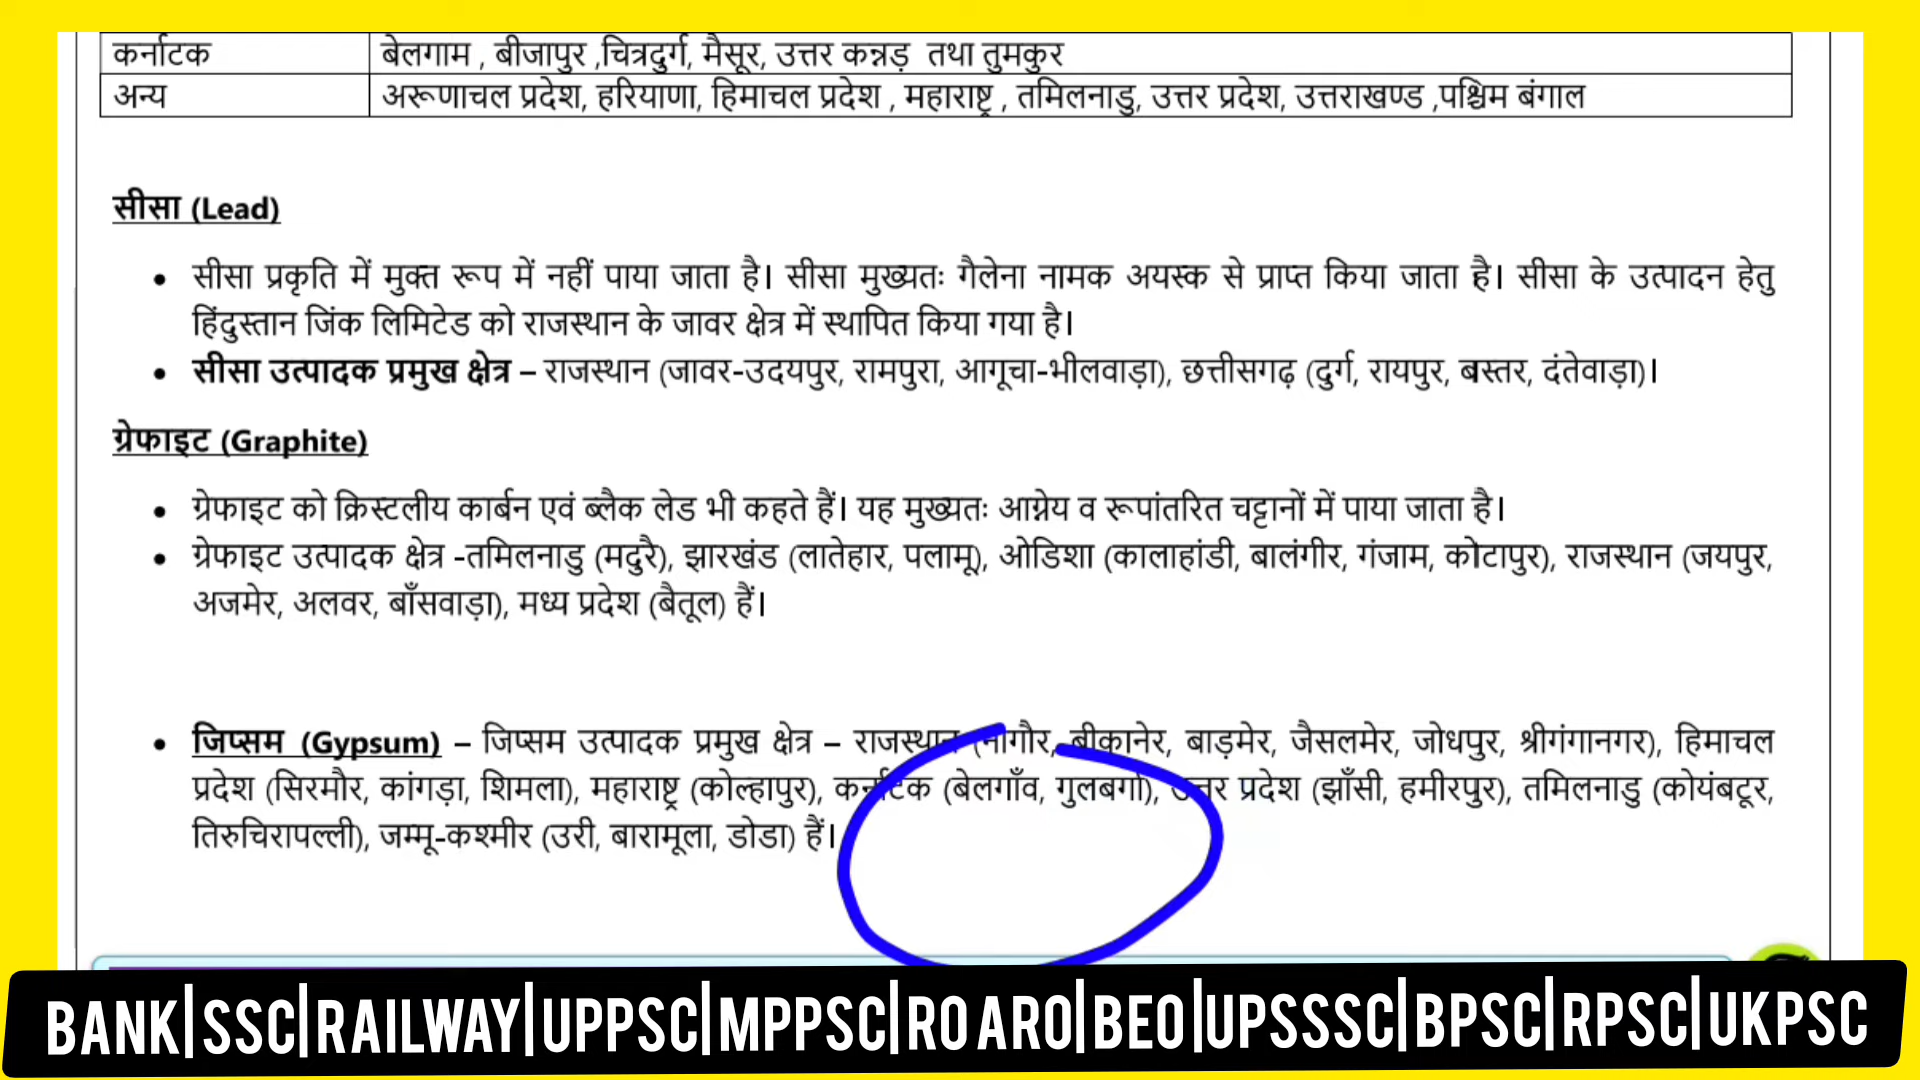 कर्नाटक बेलगाम , बीजापुर ,चित्रदुर्ग, मैसूर, उत्तर कन्नड़ तथा तुमकुर
अन्य अरूणाचल प्रदेश, हरियाणा, हिमाचल प्रदेश , महाराष्ट्र , तमिलनाडु, उत्तर प्रदेश, उत्तराखण्ड ,पश्चिम बंगाल
सीसा (Lead)
• सीसा प्रकृति में मुक्त रूप में नहीं पाया जाता है। सीसा मुख्यतः गैलेना नामक अयस्क से प्राप्त किया जाता है। सीसा के उत्पादन हेतु
हिंदुस्तान जिंक लिमिटेड को राजस्थान के जावर क्षेत्र में स्थापित किया गया है।
• सीसा उत्पादक प्रमुख क्षेत्र – राजस्थान (जावर-उदयपुर, रामपुरा, आगूचा-भीलवाड़ा), छत्तीसगढ़ (दुर्ग, रायपुर, बस्तर, दंतेवाड़ा)।
ग्रेफाइट (Graphite)
• ग्रेफाइट को क्रिस्टलीय कार्बन एवं ब्लैक लेड भी कहते हैं। यह मुख्यतः आग्नेय व रूपांतरित चट्टानों में पाया जाता है।
• ग्रेफाइट उत्पादक क्षेत्र -तमिलनाडु (मदुरै), झारखंड (लातेहार, पलामू), ओडिशा (कालाहांडी, बालंगीर, गंजाम, कोटापुर), राजस्थान (जयपुर,
अजमेर, अलवर, बाँसवाड़ा), मध्य प्रदेश (बैतूल) हैं।
• जिप्सम (Gypsum) – जिप्सम उत्पादक प्रमुख क्षेत्र – राजस्थान (नागौर, बीकानेर, बाड़मेर, जैसलमेर, जोधपुर, श्रीगंगानगर), हिमाचल
प्रदेश (सिरमौर, कांगड़ा, शिमला), महाराष्ट्र (कोल्हापुर), कर्नाटक (बेलगाँव, गुलबर्गा), उत्तर प्रदेश (झाँसी, हमीरपुर), तमिलनाडु (कोयंबटूर,
तिरुचिरापल्ली), जम्मू-कश्मीर (उरी, बारामूला, डोडा) हैं।
BANK|SSC|RAILWAY|UPPSC|MPPSC|RO ARO|BEO|UPSSSC|BPSC|RPSC|UKPSC